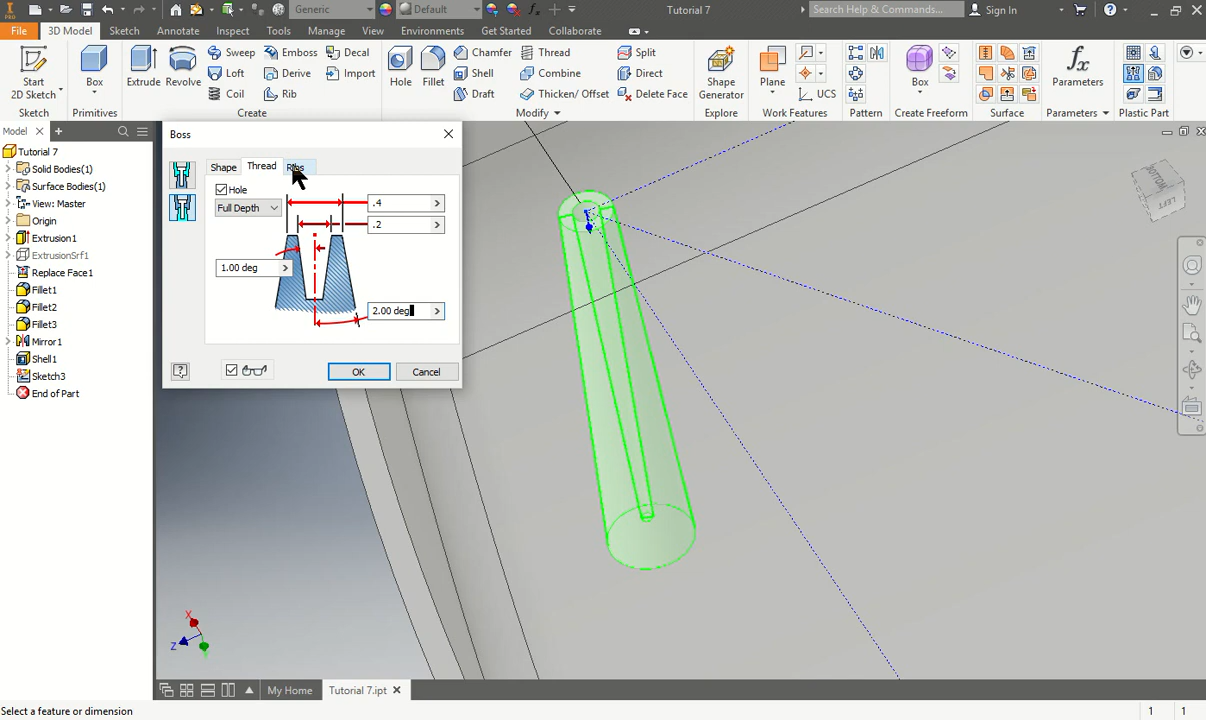 PRO
Generic
Default
Tutorial 7
Search Help & Commands...
Sign In
File
3D Model
Sketch
Annotate
Inspect
Tools
Manage
View
Environments
Get Started
Collaborate
Start
2D Sketch
Box
Extrude
Revolve
Sweep
Loft
Coil
Emboss
Derive
Rib
Decal
Import
Hole
Fillet
Chamfer
Shell
Draft
Thread
Combine
Thicken/ Offset
Split
Direct
Delete Face
Shape
Generator
Plane
UCS
Box
Parameters
Sketch
Primitives
Create
Modify
Explore
Work Features
Pattern
Create Freeform
Parameters
Plastic Part
Model
Tutorial 7
Solid Bodies(1)
Surface Bodies(1)
View: Master
Origin
Extrusion1
ExtrusionSrf1
Replace Face1
Fillet1
Fillet2
Fillet3
Mirror1
Shell1
Sketch3
End of Part
Boss
Shape
Thread
Hole
Full Depth
.4
.2
1.00 deg
2.00 deg
OK
Cancel
BOTTOM
LEFT
X
Z
Y
My Home
Tutorial 7.ipt
Select a feature or dimension
1
1